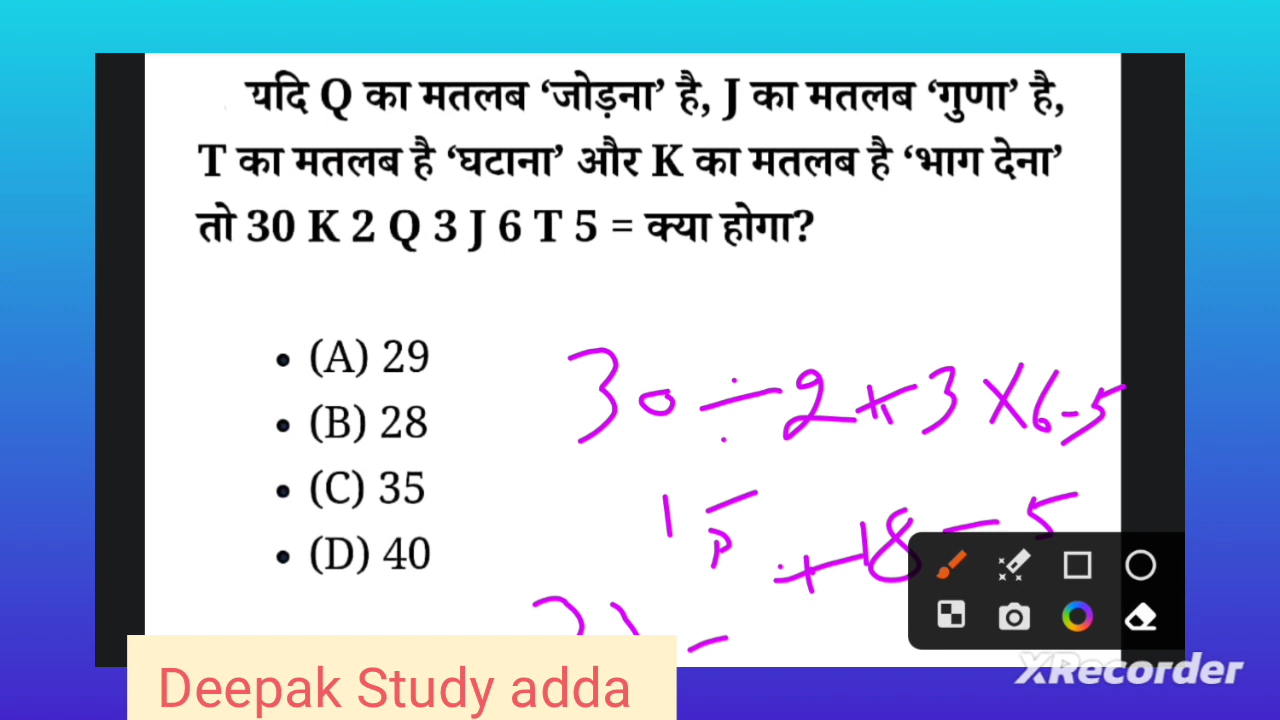 यदि Q का मतलब ‘जोड़ना’ है, J का मतलब ‘गुणा’ है,
T का मतलब है ‘घटाना’ और K का मतलब है ‘भाग देना’
तो 30 K 2 Q 3 J 6 T 5 = क्या होगा?
• (A) 29
• (B) 28
• (C) 35
• (D) 40
30 ÷ 2 + 3 × 6 - 5
15 + 18 - 5
Deepak Study adda
XRecorder